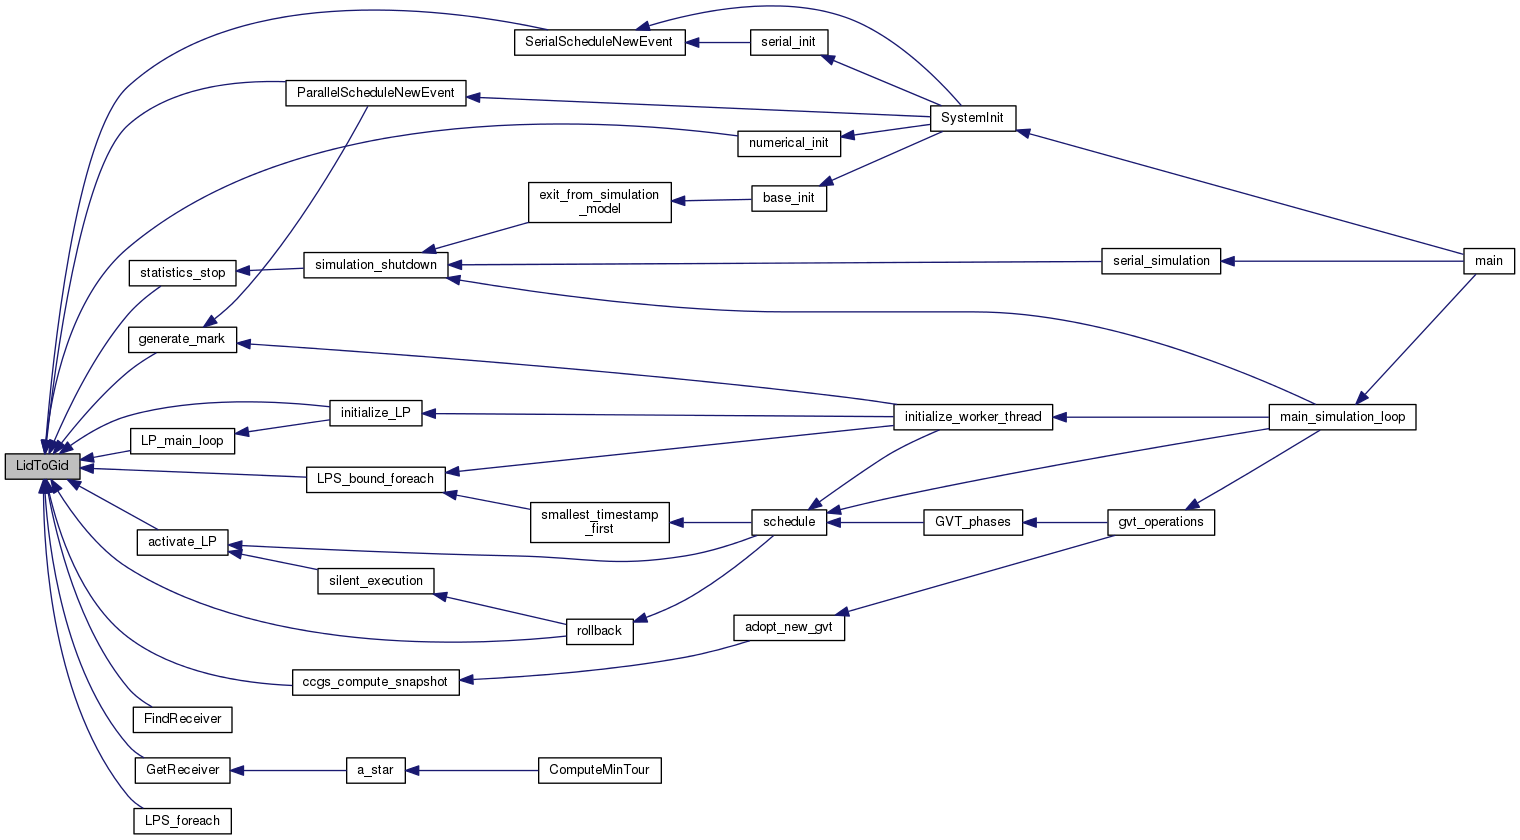 SerialScheduleNewEvent
serial_init
ParallelScheduleNewEvent
SystemInit
numerical_init
exit_from_simulation
_model
base_init
statistics_stop
simulation_shutdown
serial_simulation
main
generate_mark
initialize_LP
initialize_worker_thread
main_simulation_loop
LP_main_loop
LidToGid
LPS_bound_foreach
smallest_timestamp
_first
schedule
GVT_phases
gvt_operations
activate_LP
silent_execution
rollback
adopt_new_gvt
ccgs_compute_snapshot
FindReceiver
GetReceiver
a_star
ComputeMinTour
LPS_foreach